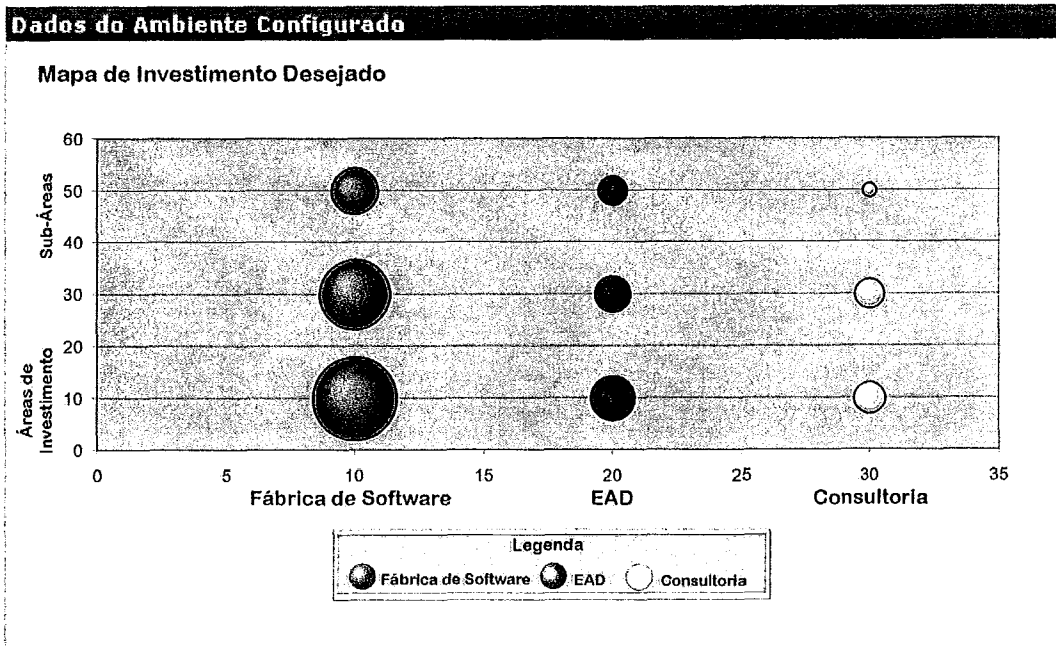 Dados do Ambiente Configurado
Mapa de Investimento Desejado
Sub-Áreas
Áreas de
Investimento
60
50
40
30
20
10
0
0 5 10 15 20 25 30 35
Fábrica de Software EAD Consultoria
Legenda
Fábrica de Software EAD Consultoria